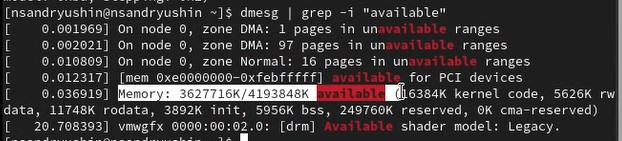 [nsandryushin@nsandryushin ~]$ dmesg | grep -i "available"
[    0.001969] On node 0, zone DMA: 1 pages in unavailable ranges
[    0.002021] On node 0, zone DMA: 97 pages in unavailable ranges
[    0.010809] On node 0, zone Normal: 16 pages in unavailable ranges
[    0.012317] [mem 0xe0000000-0xfebfffff] available for PCI devices
[    0.036919] Memory: 3627716K/4193848K available (16384K kernel code, 5626K rw
data, 11748K rodata, 3892K init, 5956K bss, 249760K reserved, 0K cma-reserved)
[   20.708393] vmwgfx 0000:00:02.0: [drm] Available shader model: Legacy.